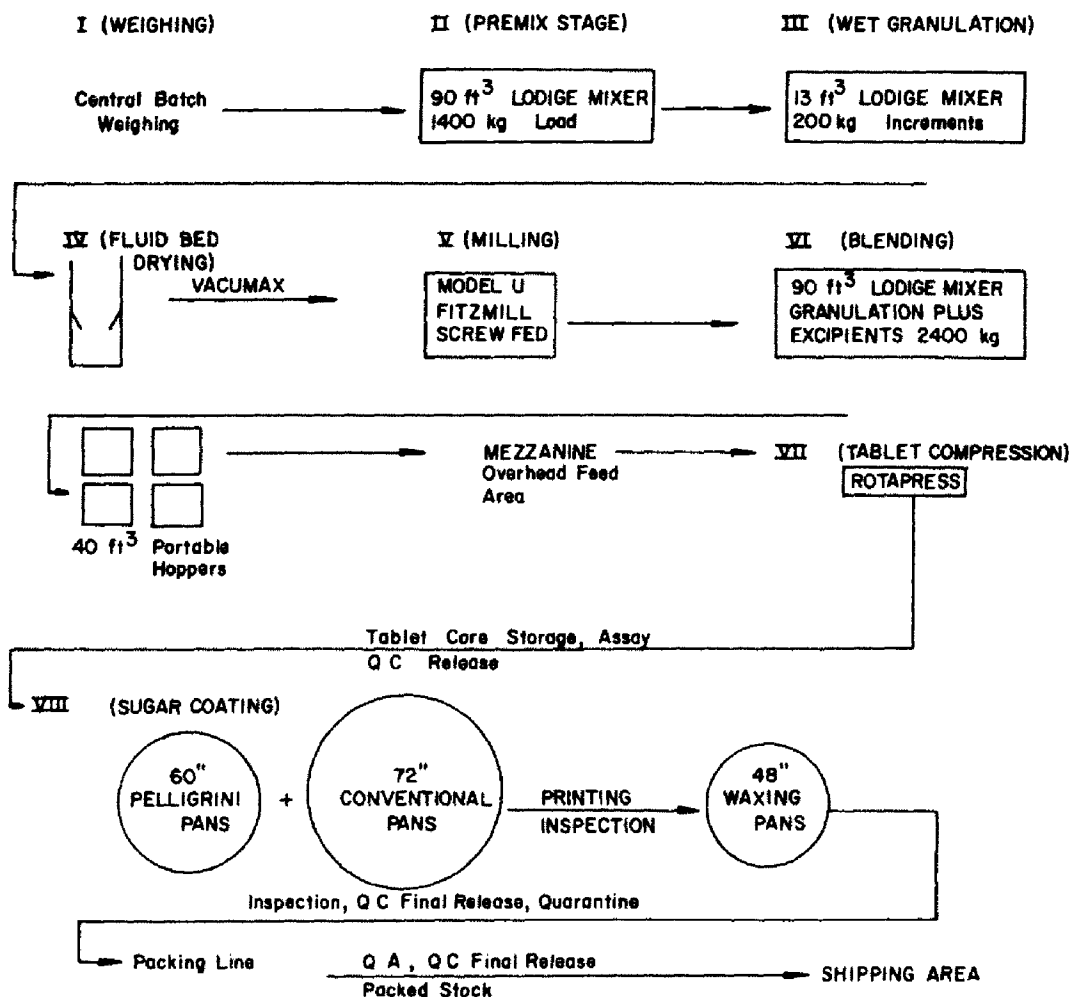 I (WEIGHING)
II (PREMIX STAGE)
III (WET GRANULATION)
Central Batch
Weighing
90 ft³ LODIGE MIXER
1400 kg Load
13 ft³ LODIGE MIXER
200 kg Increments
IV (FLUID BED
DRYING)
VACUMAX
V (MILLING)
MODEL U
FITZMILL
SCREW FED
VI (BLENDING)
90 ft³ LODIGE MIXER
GRANULATION PLUS
EXCIPIENTS 2400 kg
40 ft³ Portable
Hoppers
MEZZANINE
Overhead Feed
Area
VII (TABLET COMPRESSION)
ROTAPRESS
Tablet Core Storage, Assay
QC Release
VIII (SUGAR COATING)
60"
PELLIGRINI
PANS
+
72"
CONVENTIONAL
PANS
PRINTING
INSPECTION
48"
WAXING
PANS
Inspection, QC Final Release, Quarantine
Packing Line
QA, QC Final Release
Packed Stock
SHIPPING AREA